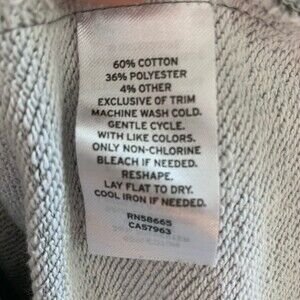 60% COTTON
36% POLYESTER
4% OTHER
EXCLUSIVE OF TRIM
MACHINE WASH COLD.
GENTLE CYCLE.
WITH LIKE COLORS.
ONLY NON-CHLORINE
BLEACH IF NEEDED.
RESHAPE.
LAY FLAT TO DRY.
COOL IRON IF NEEDED.
RN58665
CA57963